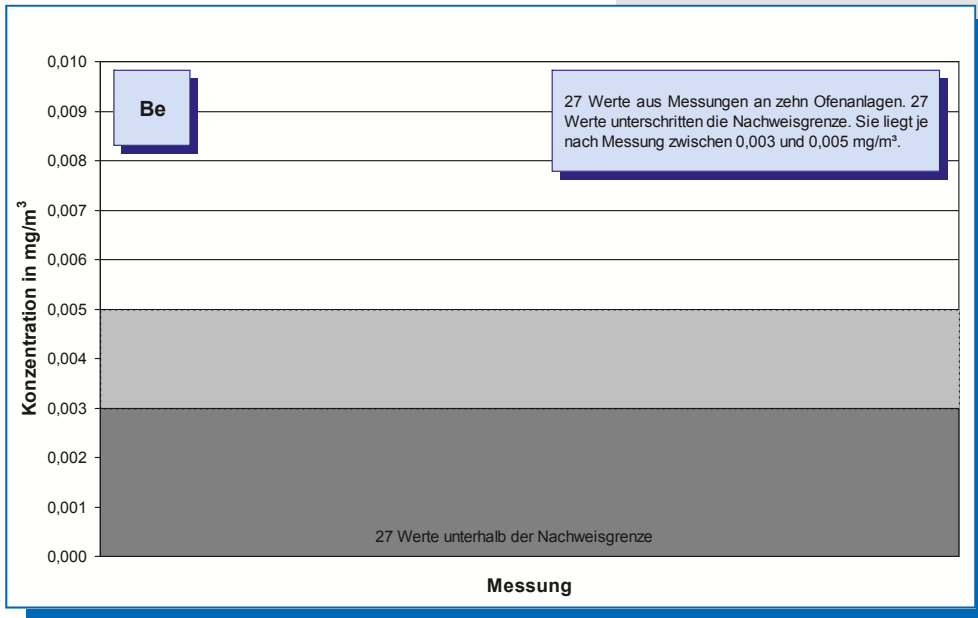 Konzentration in mg/m³
0,010
0,009
0,008
0,007
0,006
0,005
0,004
0,003
0,002
0,001
0,000
Be
27 Werte aus Messungen an zehn Ofenanlagen. 27
Werte unterschritten die Nachweisgrenze. Sie liegt je
nach Messung zwischen 0,003 und 0,005 mg/m³.
27 Werte unterhalb der Nachweisgrenze
Messung